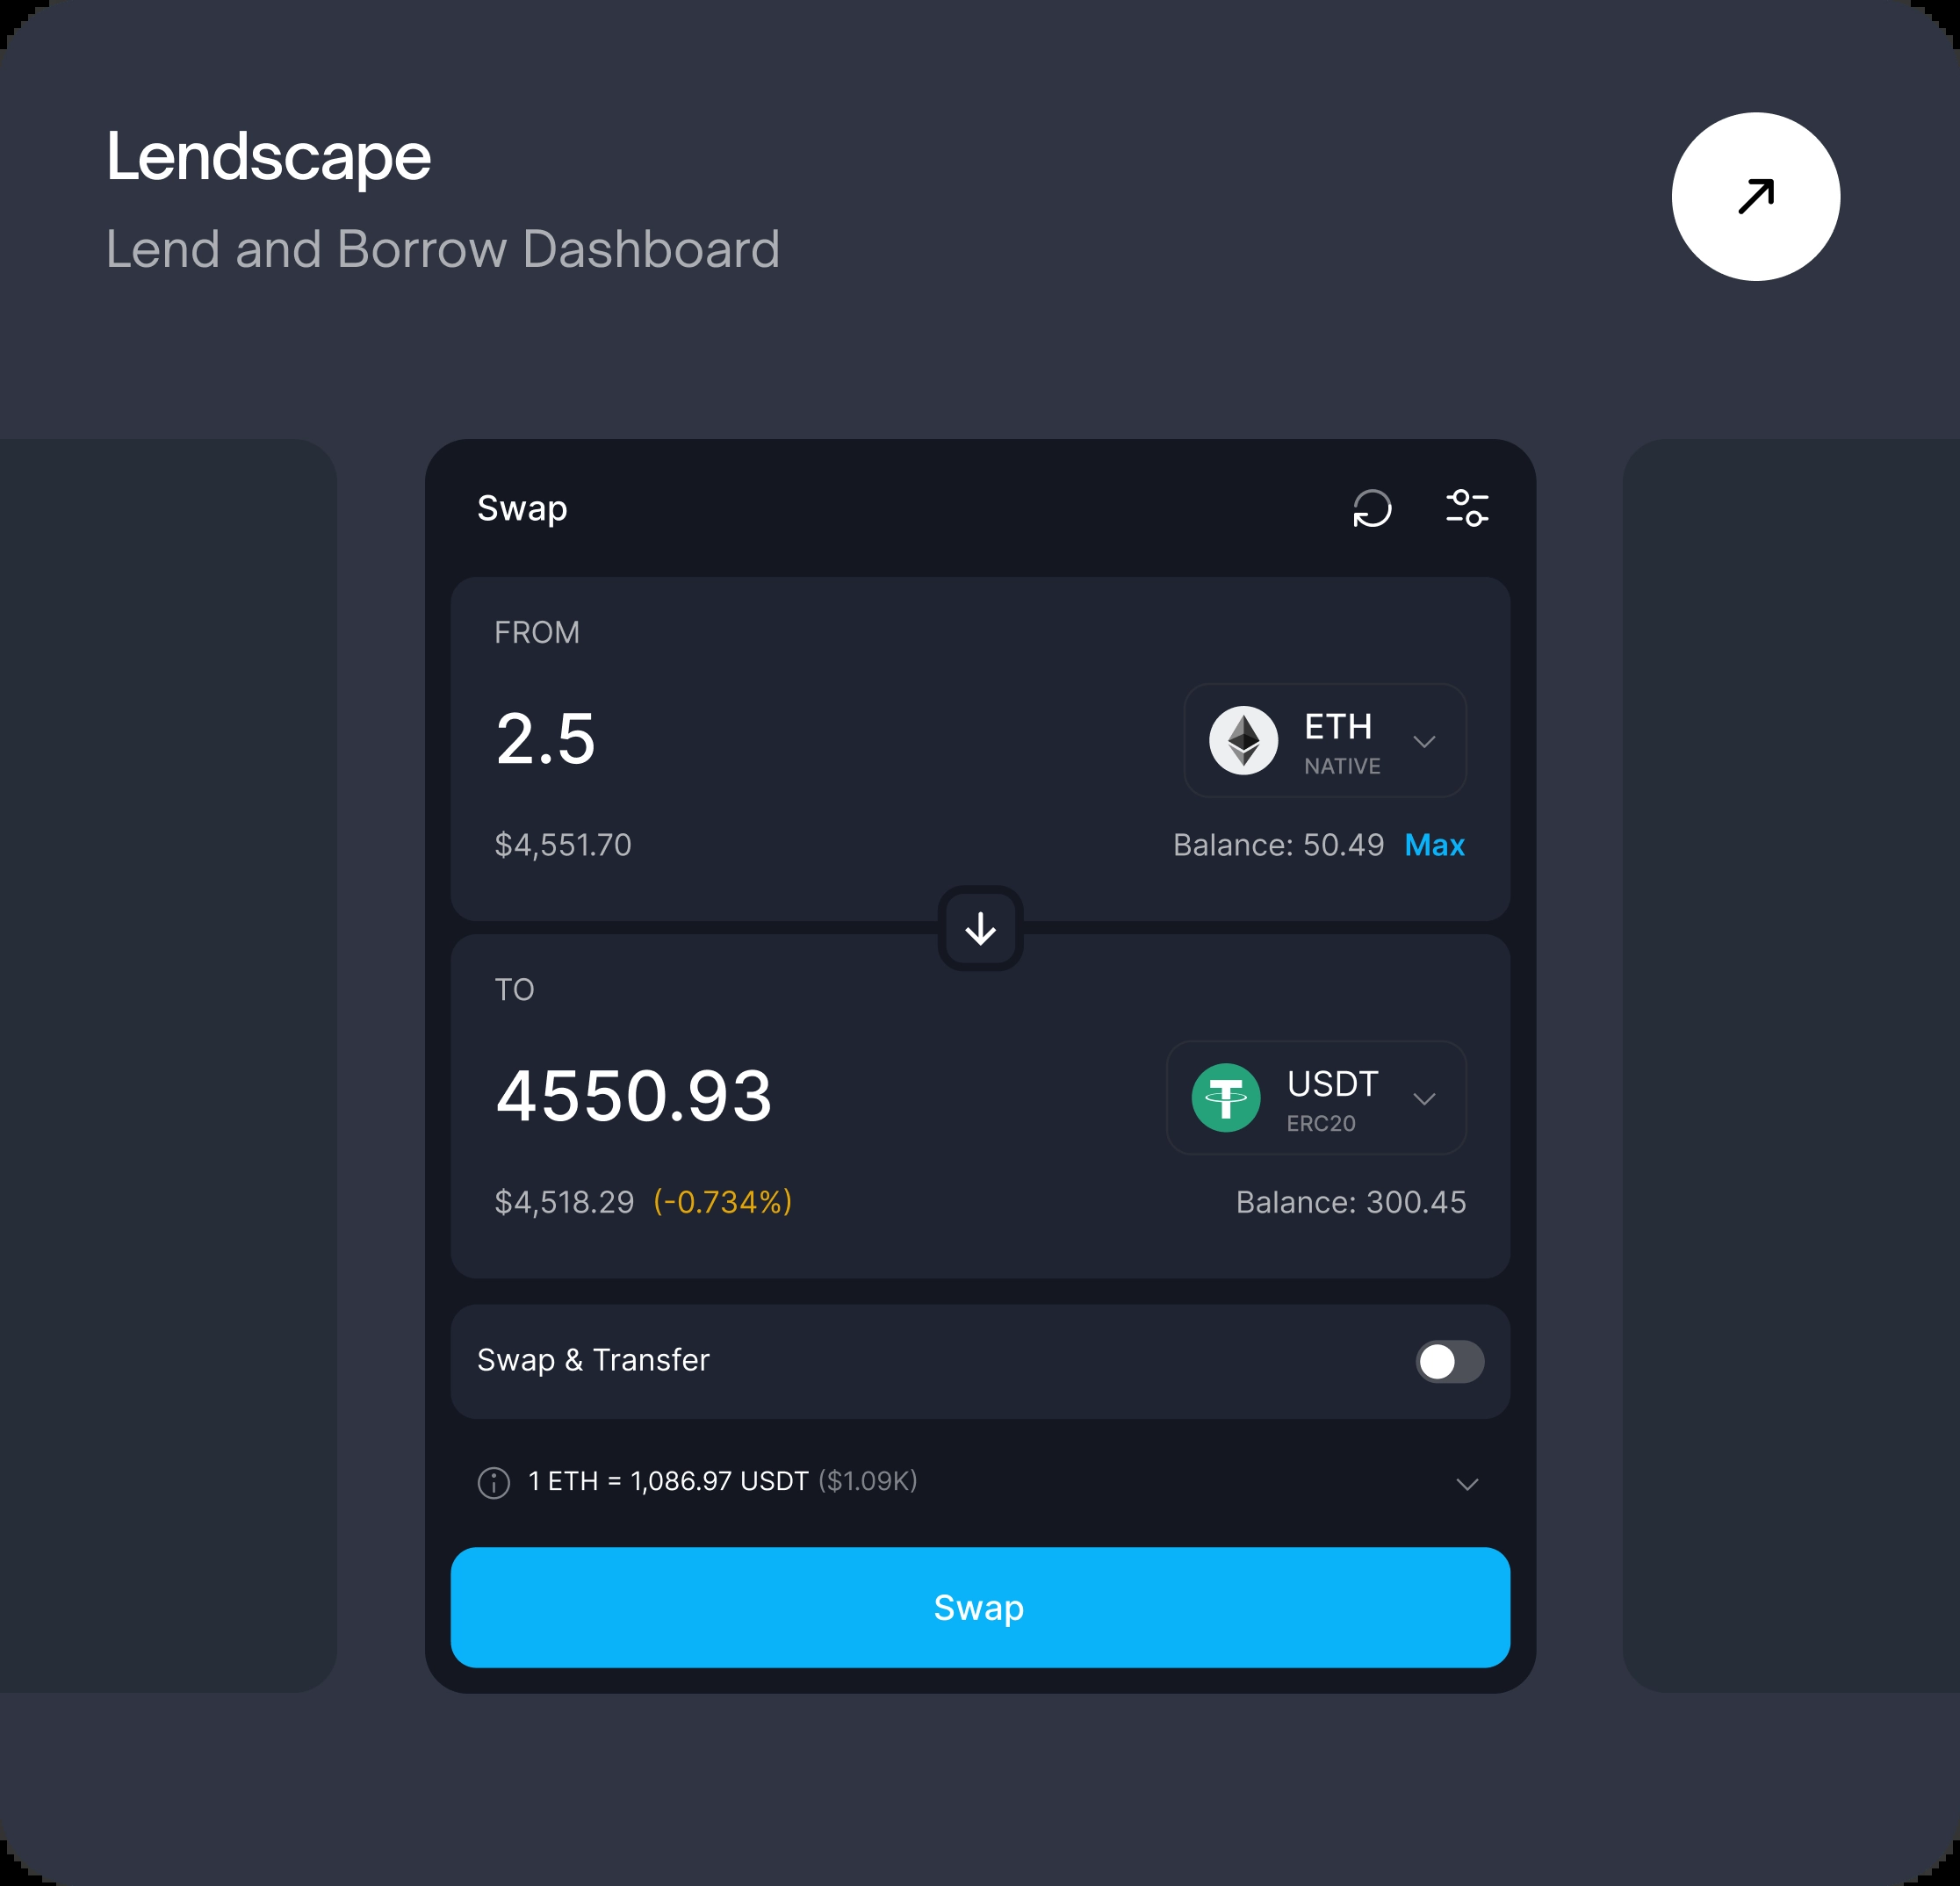 Lendscape
Lend and Borrow Dashboard
Swap
FROM
2.5
ETH
NATIVE
$4,551.70
Balance: 50.49 Max
TO
4550.93
USDT
ERC20
$4,518.29 (-0.734%)
Balance: 300.45
Swap & Transfer
1 ETH = 1,086.97 USDT ($1.09K)
Swap